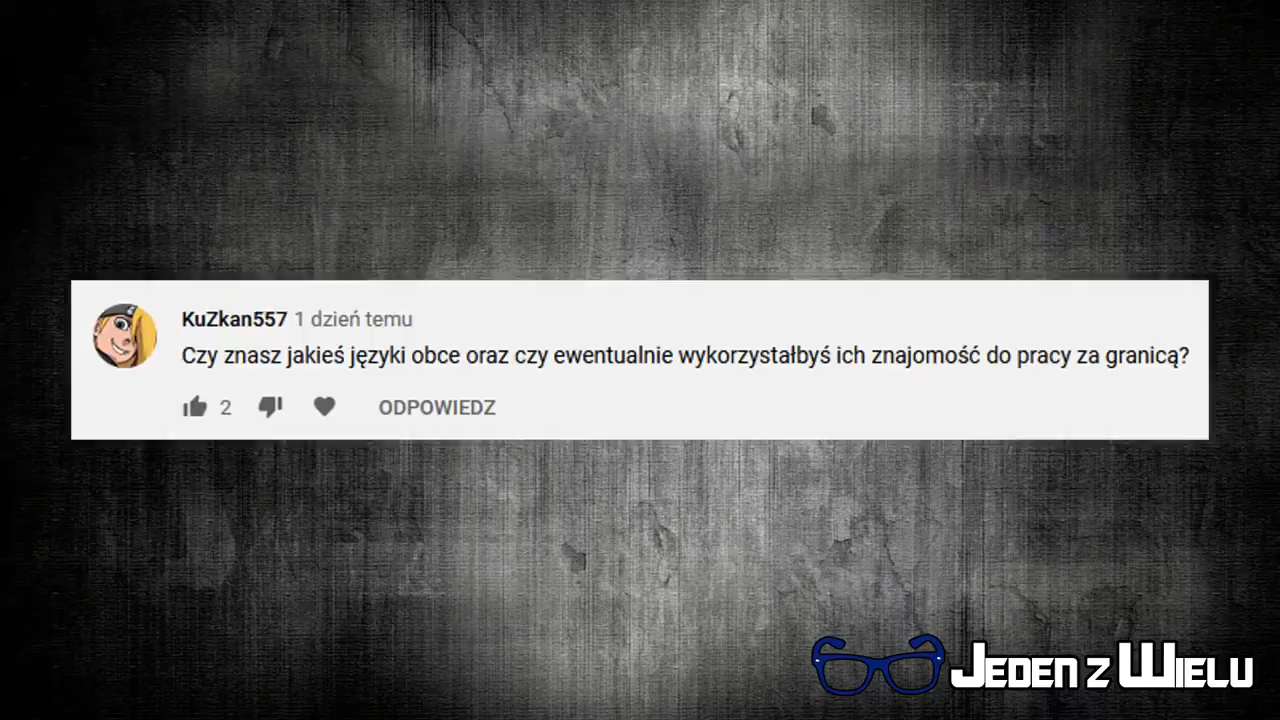 KuZkan557 1 dzień temu
Czy znasz jakieś języki obce oraz czy ewentualnie wykorzystałbyś ich znajomość do pracy za granicą?
2 ODPOWIEDZ
JEDEN Z WIELU